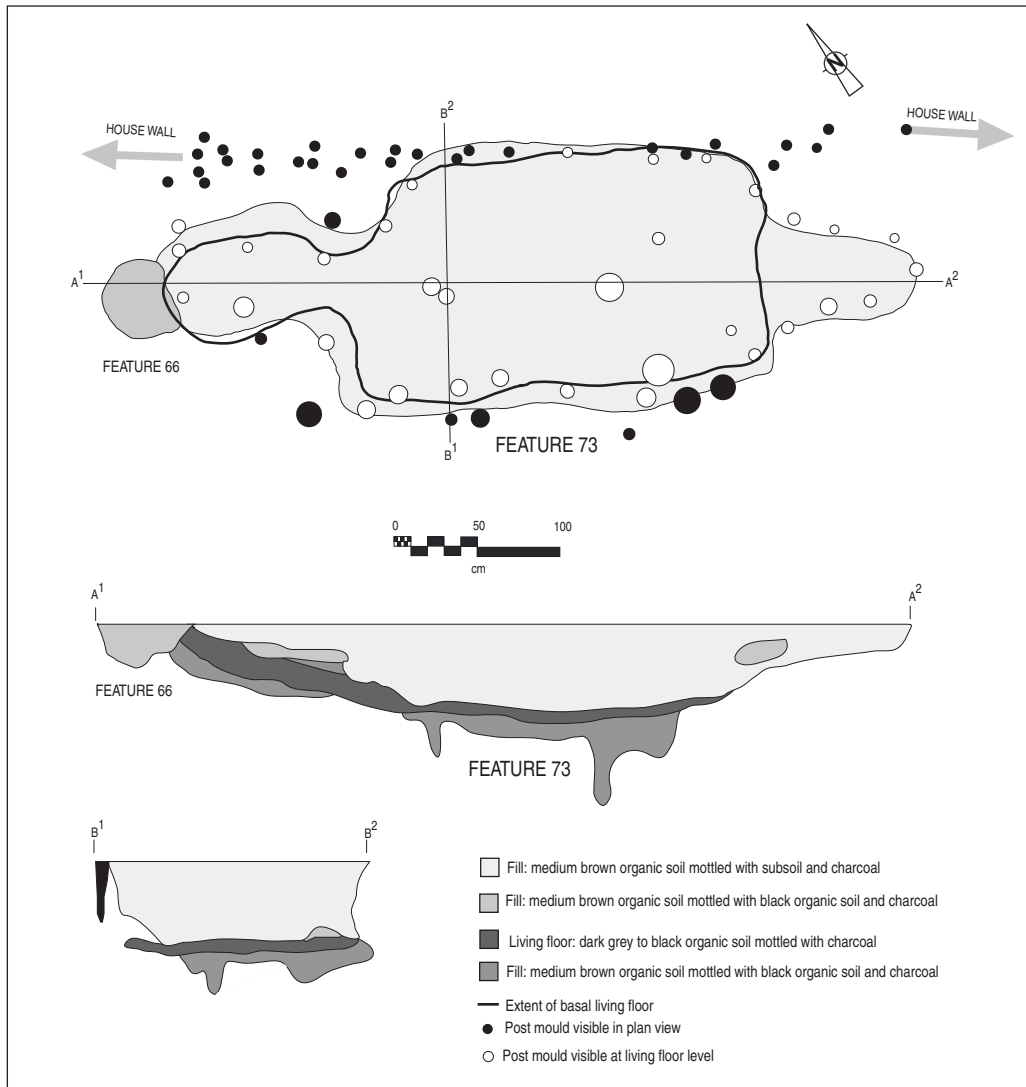 N
HOUSE WALL
HOUSE WALL
B²
A¹
A²
FEATURE 66
B¹
FEATURE 73
0 50 100
cm
A¹
A²
FEATURE 66
FEATURE 73
B¹
B²
Fill: medium brown organic soil mottled with subsoil and charcoal
Fill: medium brown organic soil mottled with black organic soil and charcoal
Living floor: dark grey to black organic soil mottled with charcoal
Fill: medium brown organic soil mottled with black organic soil and charcoal
Extent of basal living floor
Post mould visible in plan view
Post mould visible at living floor level